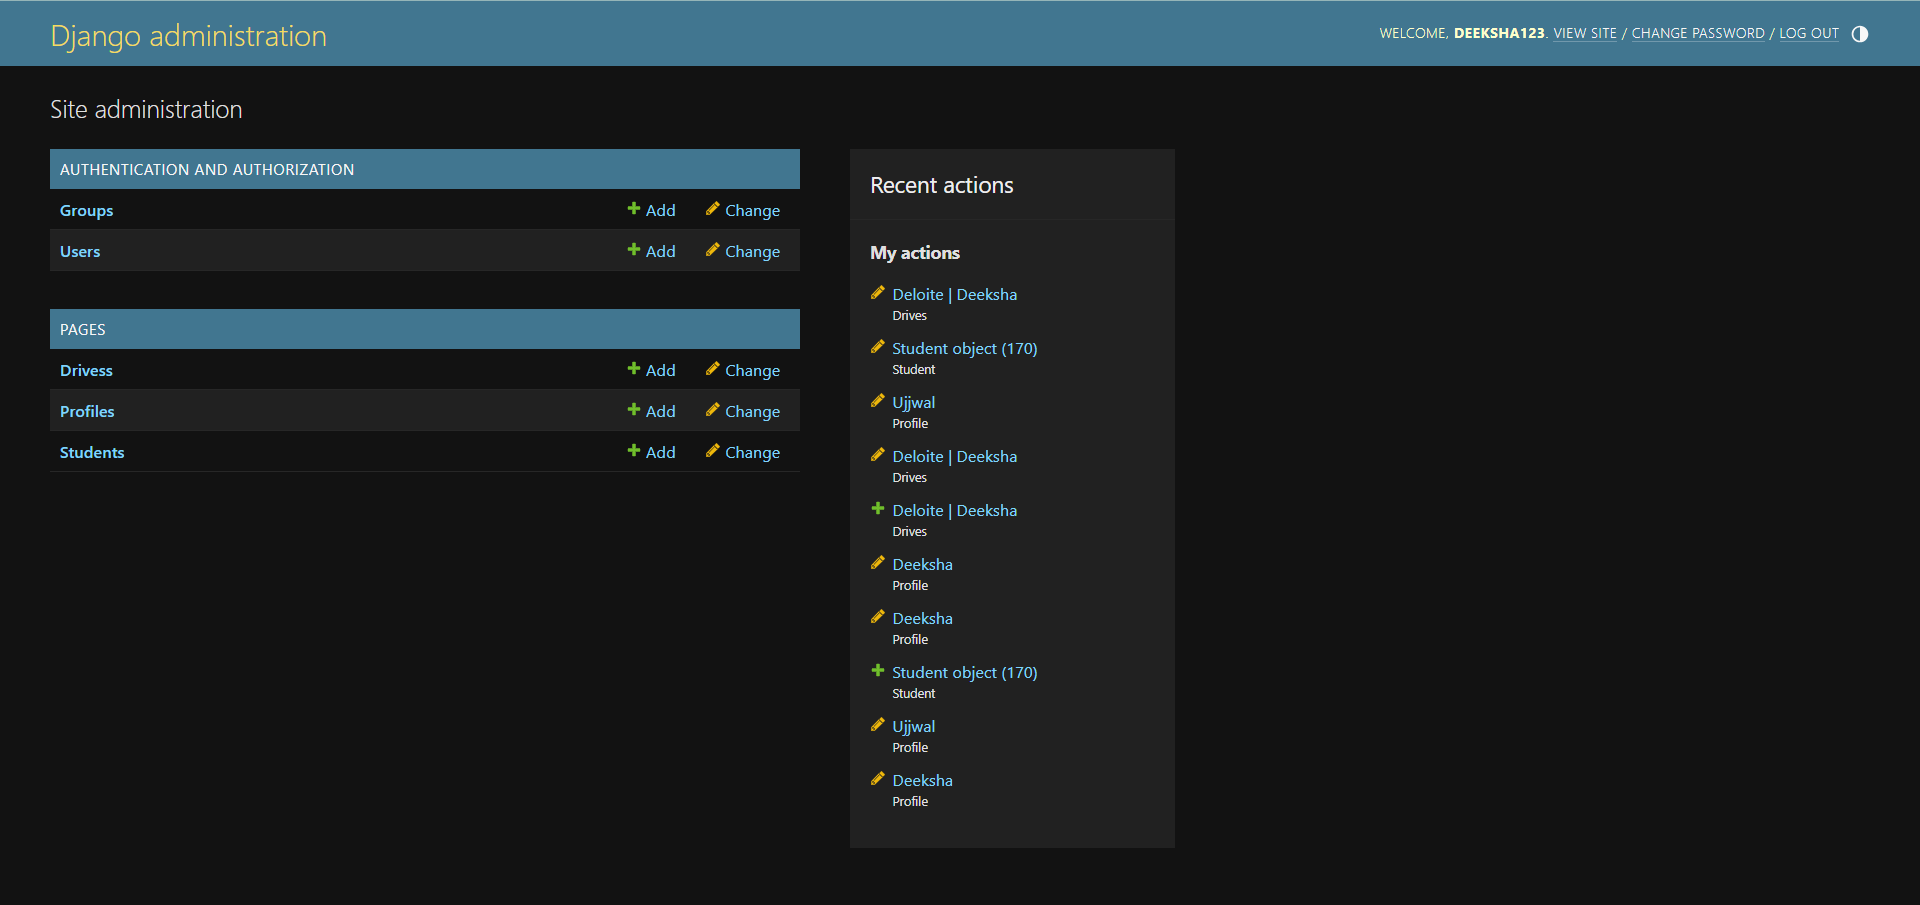 Django administration
WELCOME, DEEKSHA123. VIEW SITE / CHANGE PASSWORD / LOG OUT
Site administration
AUTHENTICATION AND AUTHORIZATION
Groups Add Change
Users Add Change
PAGES
Drivess Add Change
Profiles Add Change
Students Add Change
Recent actions
My actions
Deloite | Deeksha
Drives
Student object (170)
Student
Ujjwal
Profile
Deloite | Deeksha
Drives
Deloite | Deeksha
Drives
Deeksha
Profile
Deeksha
Profile
Student object (170)
Student
Ujjwal
Profile
Deeksha
Profile